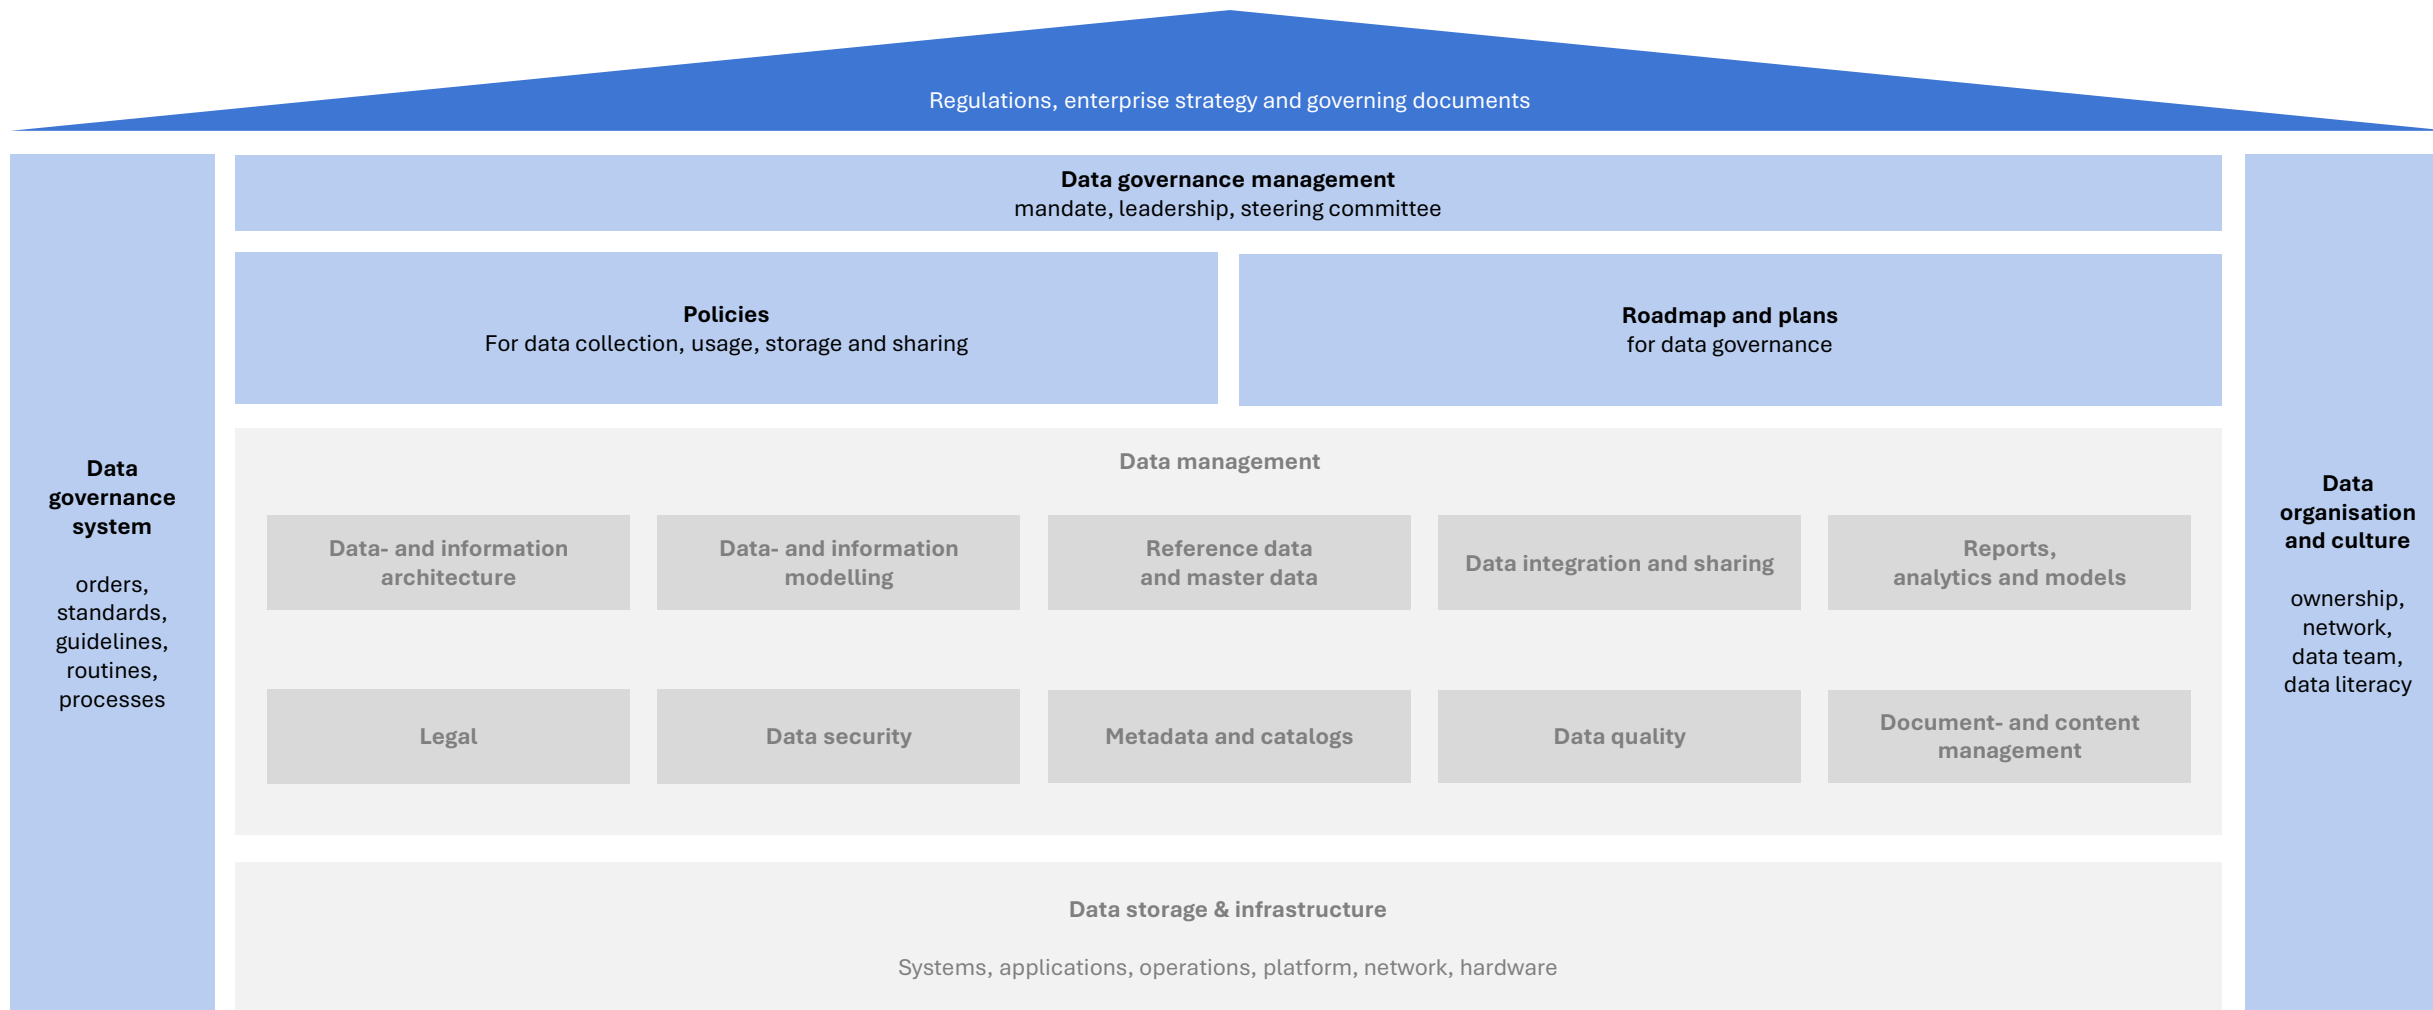 Regulations, enterprise strategy and governing documents
Data governance management
mandate, leadership, steering committee
Policies
For data collection, usage, storage and sharing
Roadmap and plans
for data governance
Data
governance
system
orders,
standards,
guidelines,
routines,
processes
Data management
Data- and information
architecture
Data- and information
modelling
Reference data
and master data
Data integration and sharing
Reports,
analytics and models
Legal
Data security
Metadata and catalogs
Data quality
Document- and content
management
Data storage & infrastructure
Systems, applications, operations, platform, network, hardware
Data
organisation
and culture
ownership,
network,
data team,
data literacy